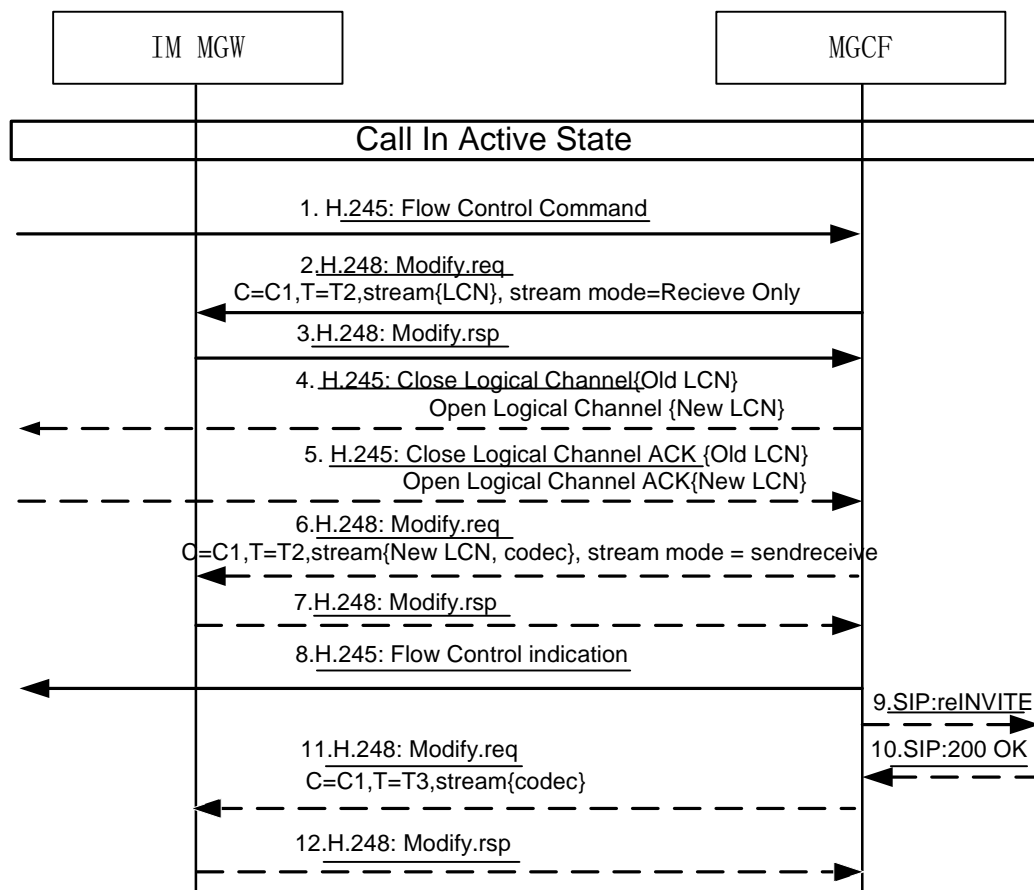 IM MGW
MGCF
Call In Active State
1. H.245: Flow Control Command
2.H.248: Modify.req
C=C1,T=T2,stream{LCN}, stream mode=Recieve Only
3.H.248: Modify.rsp
4. H.245: Close Logical Channel{Old LCN}
Open Logical Channel {New LCN}
5. H.245: Close Logical Channel ACK {Old LCN}
Open Logical Channel ACK{New LCN}
6.H.248: Modify.req
C=C1,T=T2,stream{New LCN, codec}, stream mode = sendreceive
7.H.248: Modify.rsp
8.H.245: Flow Control indication
9.SIP:reINVITE
10.SIP:200 OK
11.H.248: Modify.req
C=C1,T=T3,stream{codec}
12.H.248: Modify.rsp